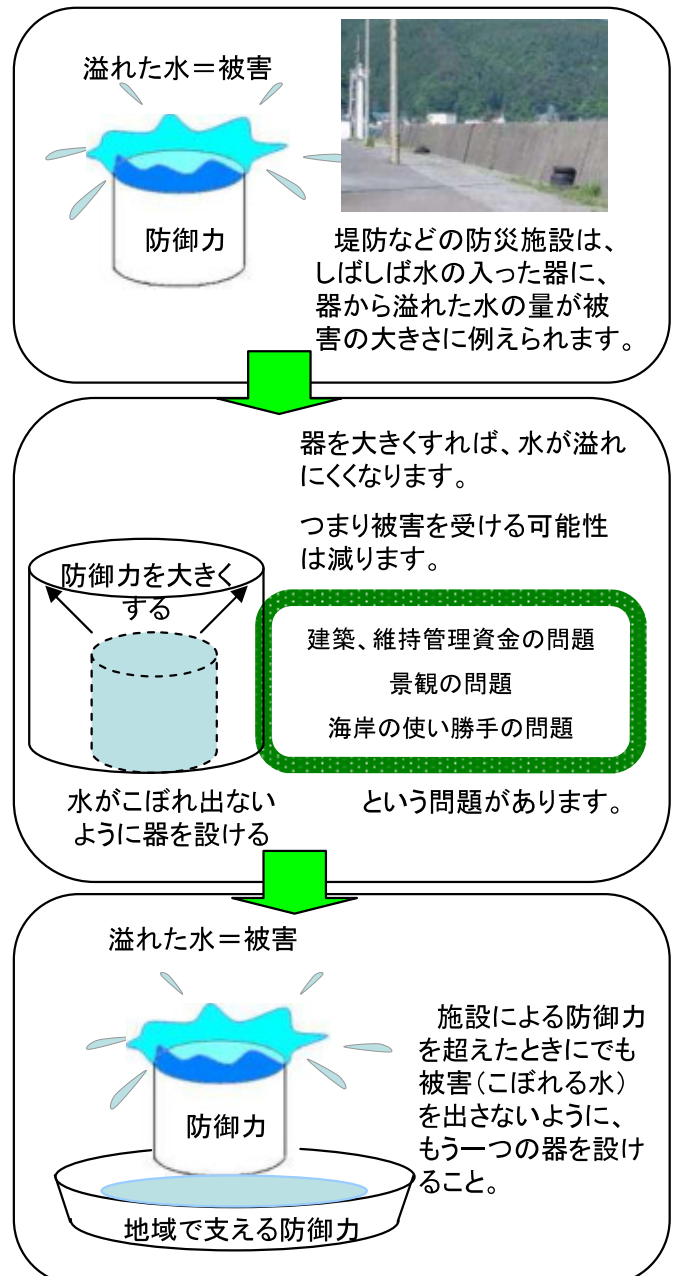 溢れた水＝被害
防御力
堤防などの防災施設は、
しばしば水の入った器に、
器から溢れた水の量が被
害の大きさに例えられます。
器を大きくすれば、水が溢れ
にくくなります。
つまり被害を受ける可能性
は減ります。
防御力を大きく
する
建築、維持管理資金の問題
景観の問題
海岸の使い勝手の問題
水がこぼれ出ない
ように器を設ける
という問題があります。
溢れた水＝被害
防御力
地域で支える防御力
施設による防御力
を超えたときにでも
被害（こぼれる水）
を出さないように、
もう一つの器を設け
ること。